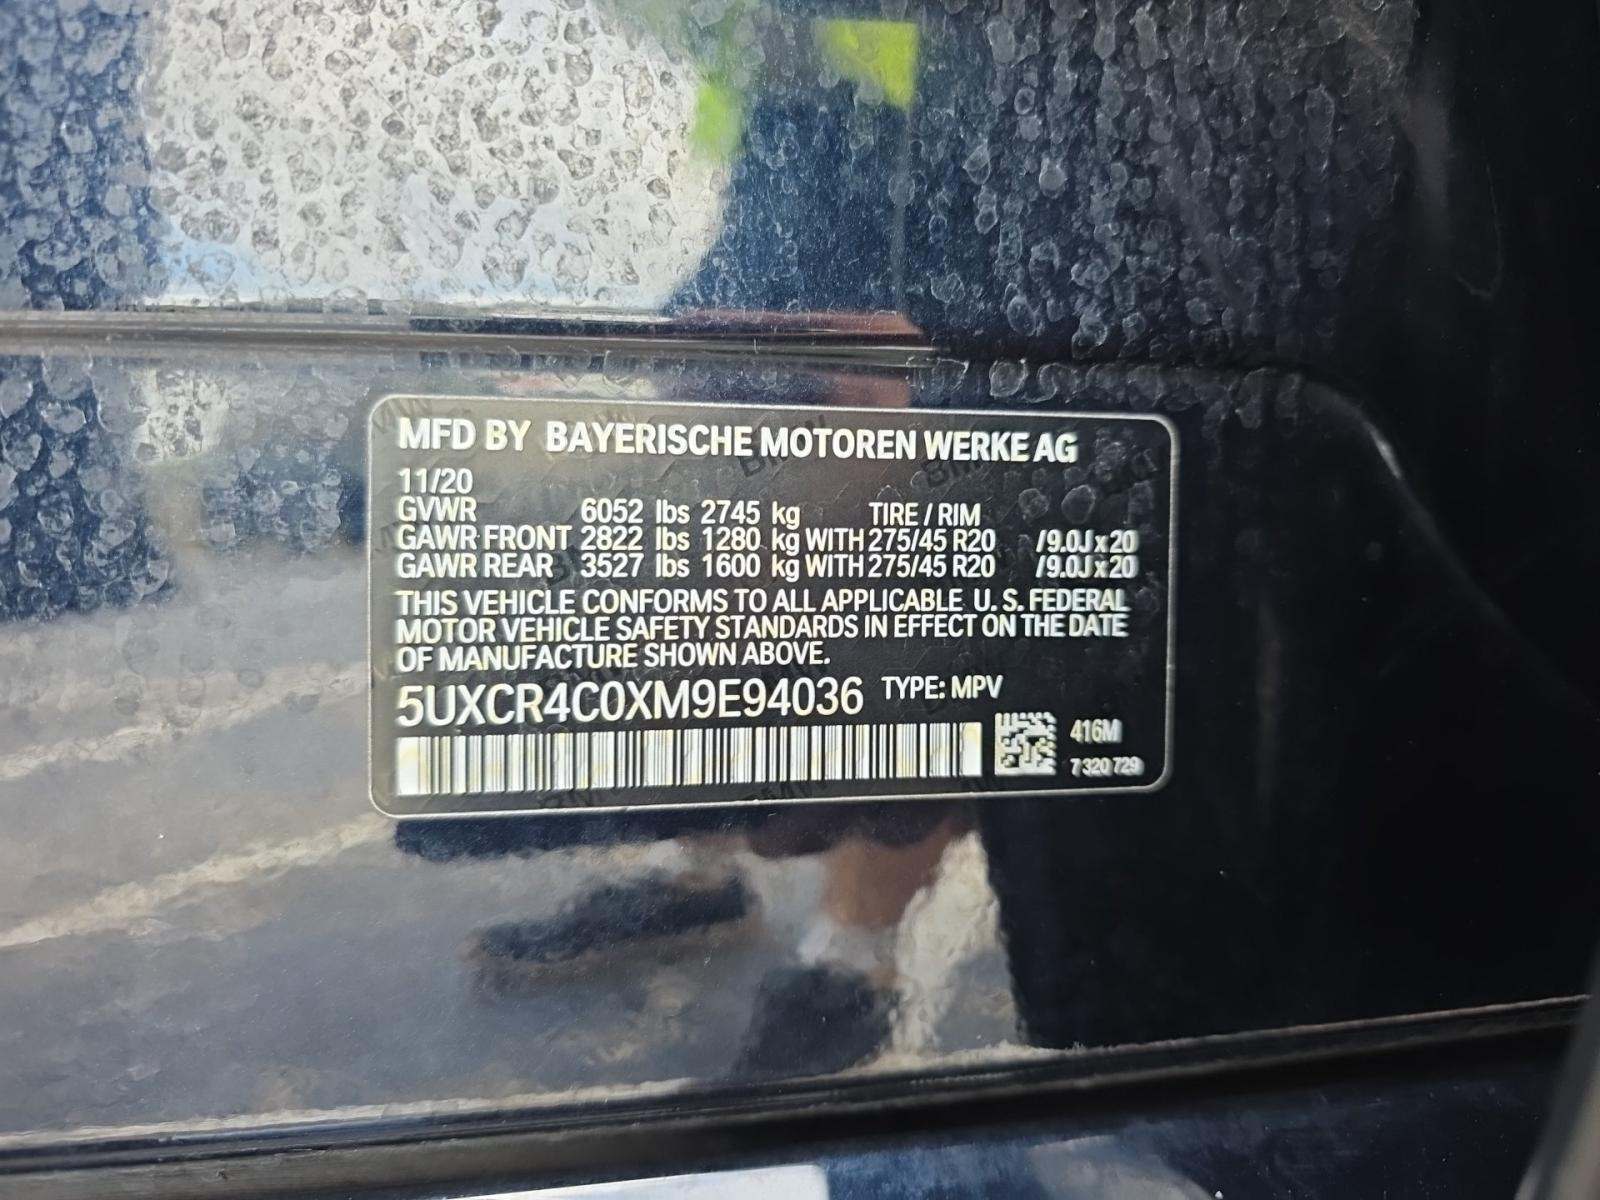 MFD BY BAYERISCHE MOTOREN WERKE AG
11/20
GVWR 6052 lbs 2745 kg TIRE / RIM
GAWR FRONT 2822 lbs 1280 kg WITH 275/45 R20 /9.0J x 20
GAWR REAR 3527 lbs 1600 kg WITH 275/45 R20 /9.0J x 20
THIS VEHICLE CONFORMS TO ALL APPLICABLE U. S. FEDERAL
MOTOR VEHICLE SAFETY STANDARDS IN EFFECT ON THE DATE
OF MANUFACTURE SHOWN ABOVE.
5UXCR4C0XM9E94036 TYPE: MPV
416M
7 320 729